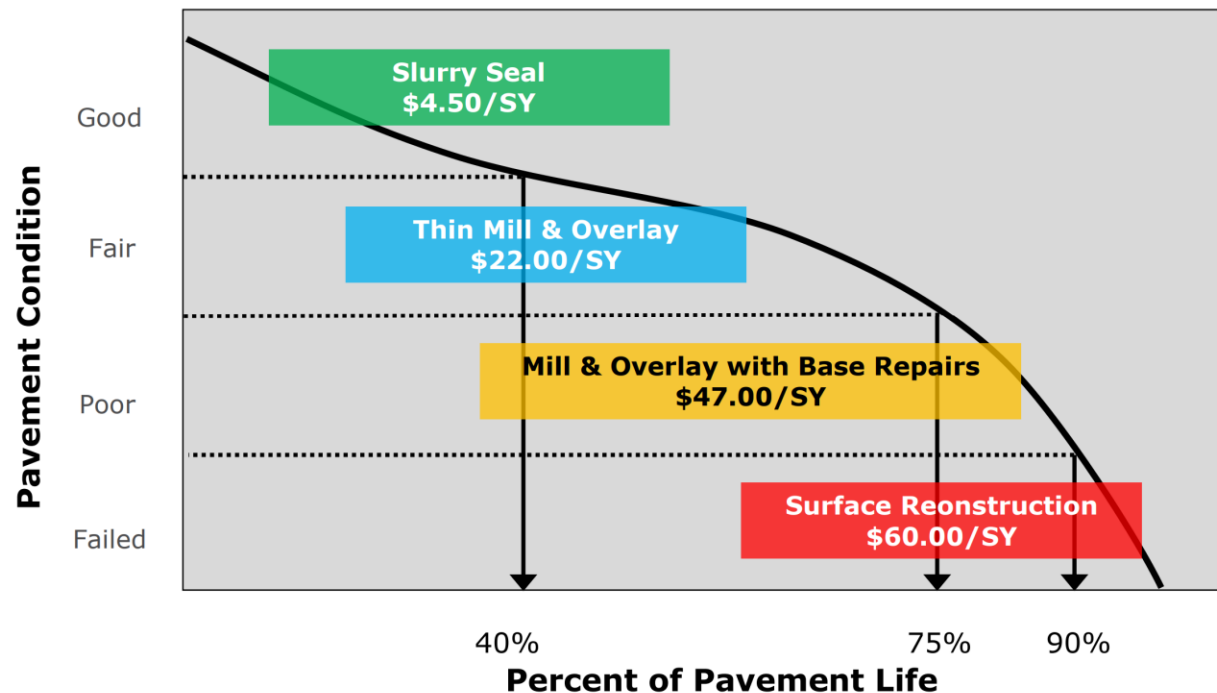 Pavement Condition
Good
Fair
Poor
Failed
Slurry Seal
$4.50/SY
Thin Mill & Overlay
$22.00/SY
Mill & Overlay with Base Repairs
$47.00/SY
Surface Reonstruction
$60.00/SY
40%
75%
90%
Percent of Pavement Life